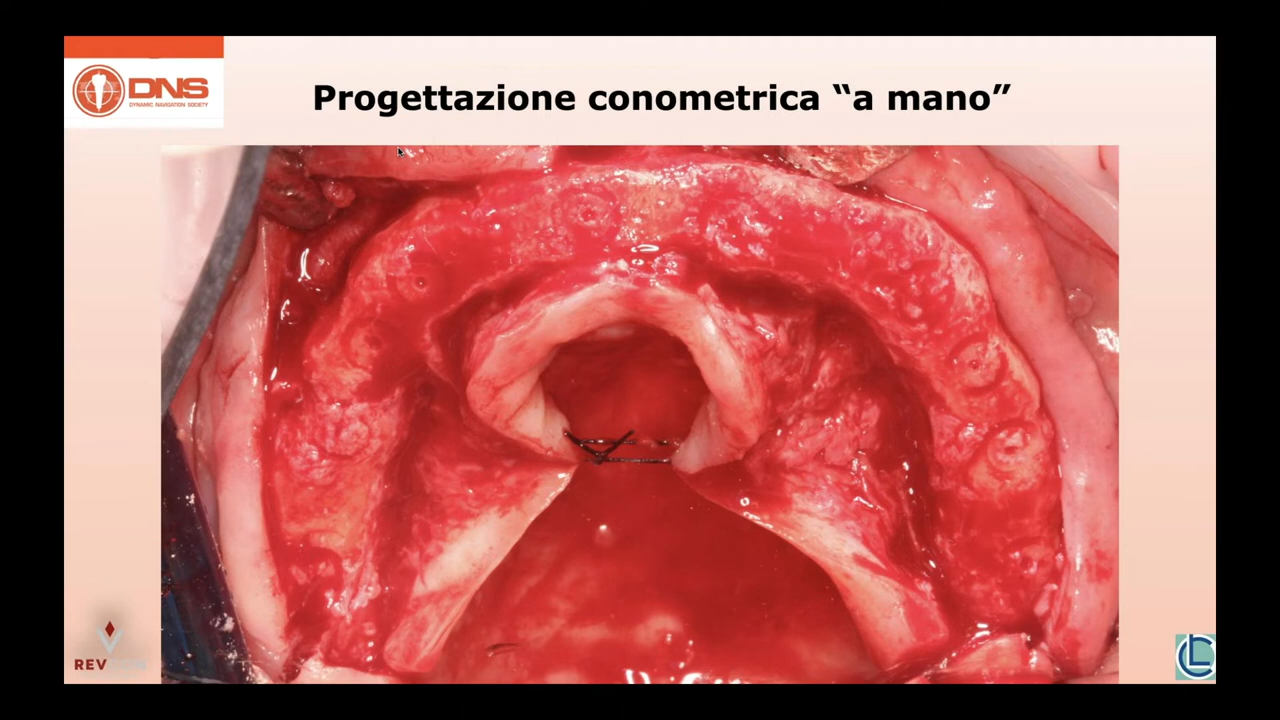 DNS
DYNAMIC NAVIGATION SOCIETY
Progettazione conometrica “a mano”
REV